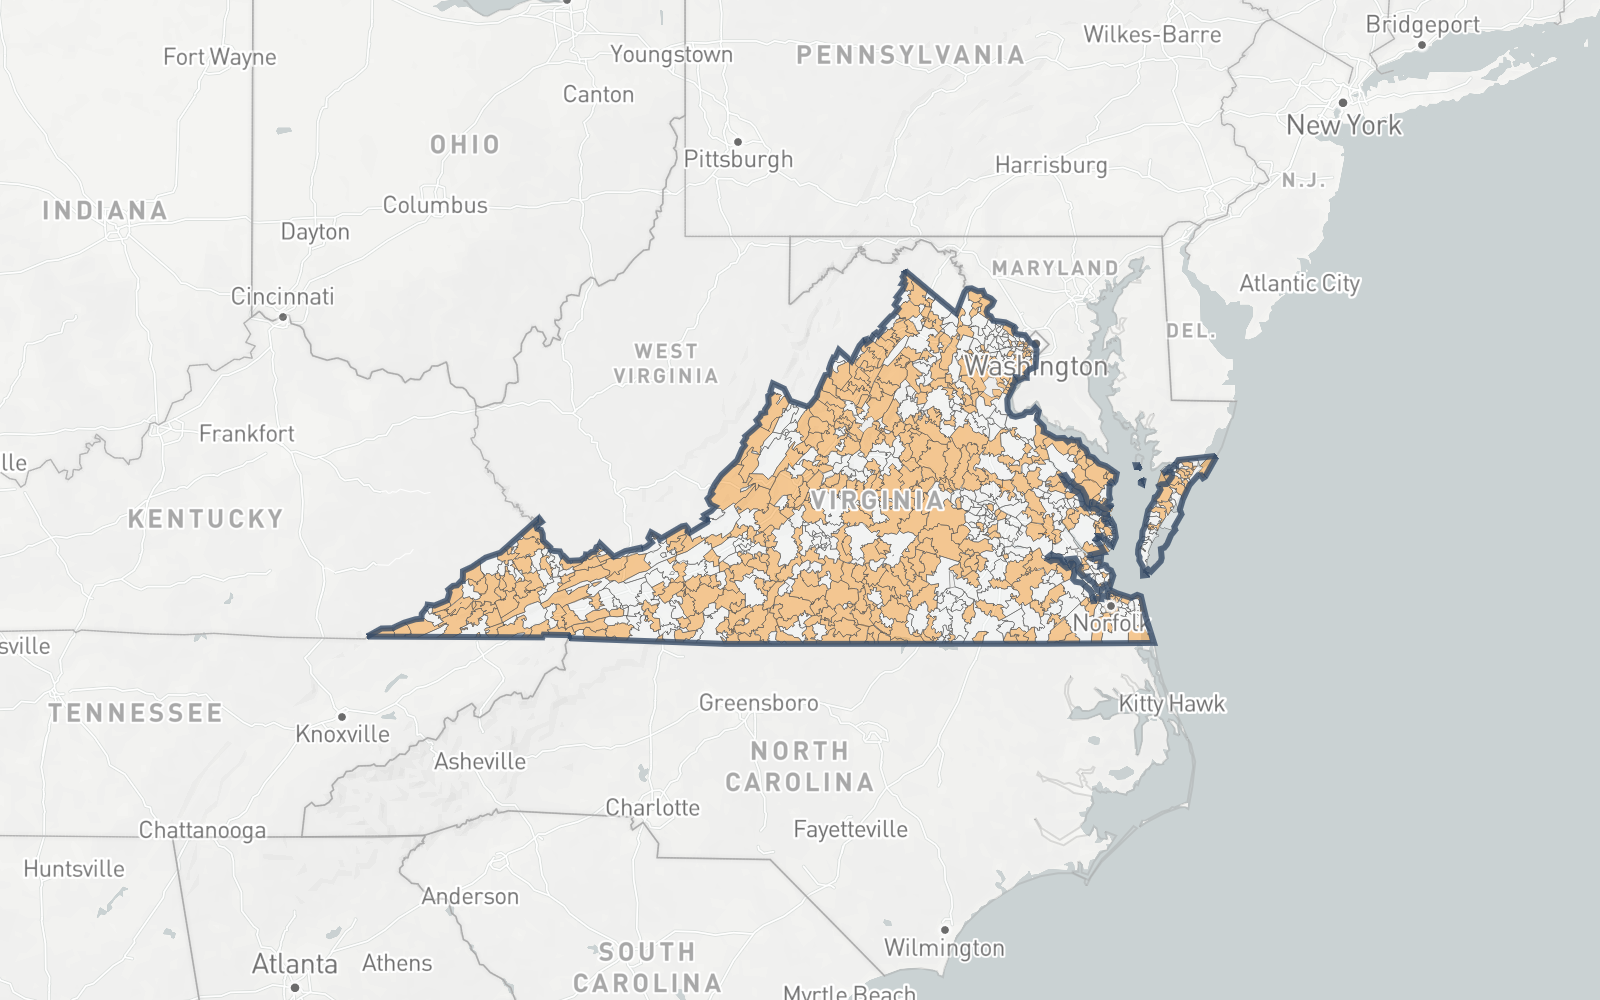 Bridgeport
Wilkes-Barre
Fort Wayne
Youngstown
PENNSYLVANIA
Canton
New York
OHIO
Pittsburgh
Harrisburg
N.J.
Columbus
INDIANA
Dayton
MARYLAND
Atlantic City
Cincinnati
DEL.
WEST
VIRGINIA
Washington
Frankfort
lle
VIRGINIA
KENTUCKY
Norfolk
sville
Greensboro
Kitty Hawk
TENNESSEE
Knoxville
NORTH
CAROLINA
Asheville
Charlotte
Chattanooga
Fayetteville
Huntsville
Anderson
Wilmington
SOUTH
CAROLINA
Atlanta
Athens
Myrtle Beach